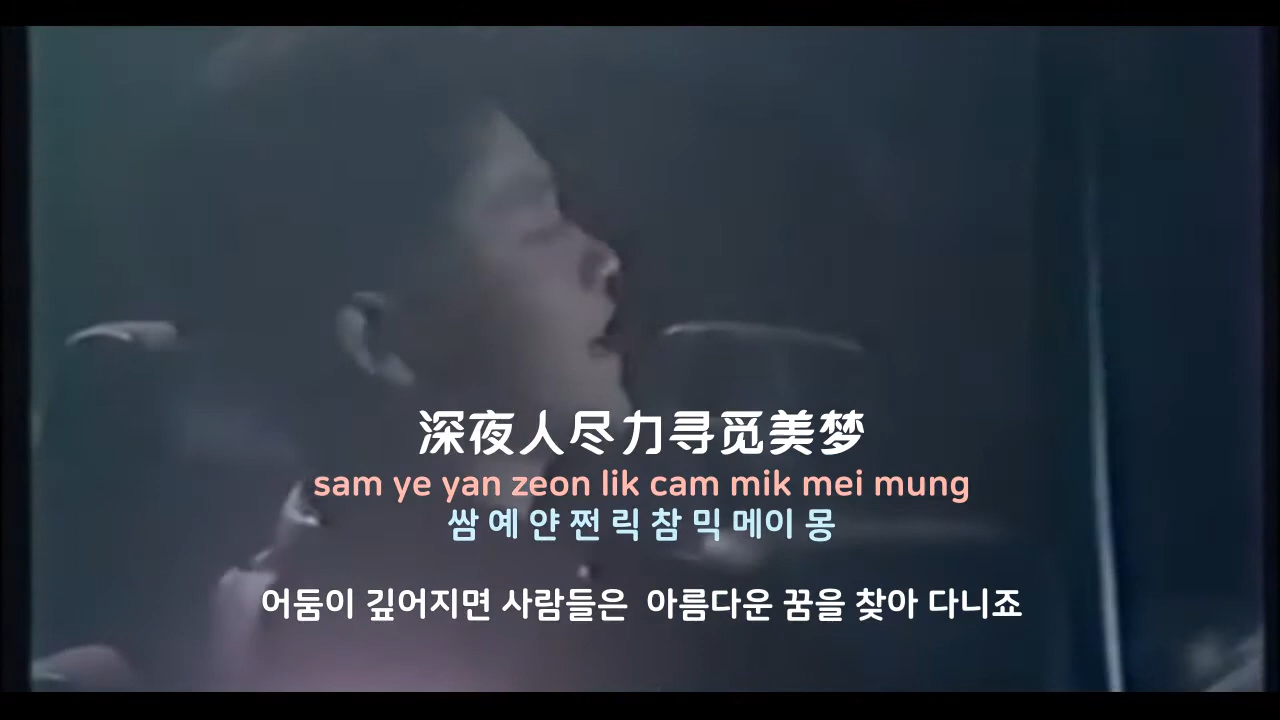 深夜人尽力寻觅美梦
sam ye yan zeon lik cam mik mei mung
쌈 예 얀 쩐 릭 참 믹 메이 몽
어둠이 깊어지면 사람들은 아름다운 꿈을 찾아 다니죠